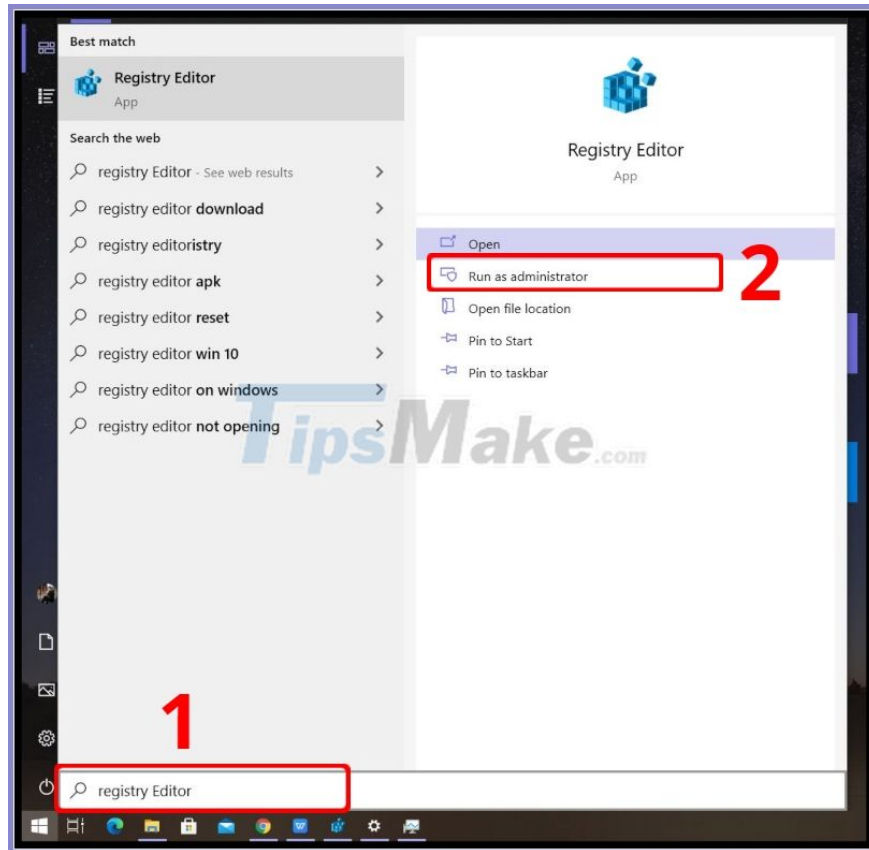 Best match
Registry Editor
App
Search the web
registry Editor - See web results
registry editor download
registry editoristry
registry editor apk
registry editor reset
registry editor win 10
registry editor on windows
registry editor not opening
Registry Editor
App
Open
Run as administrator
2
Open file location
Pin to Start
Pin to taskbar
TipsMake.com
1
registry Editor